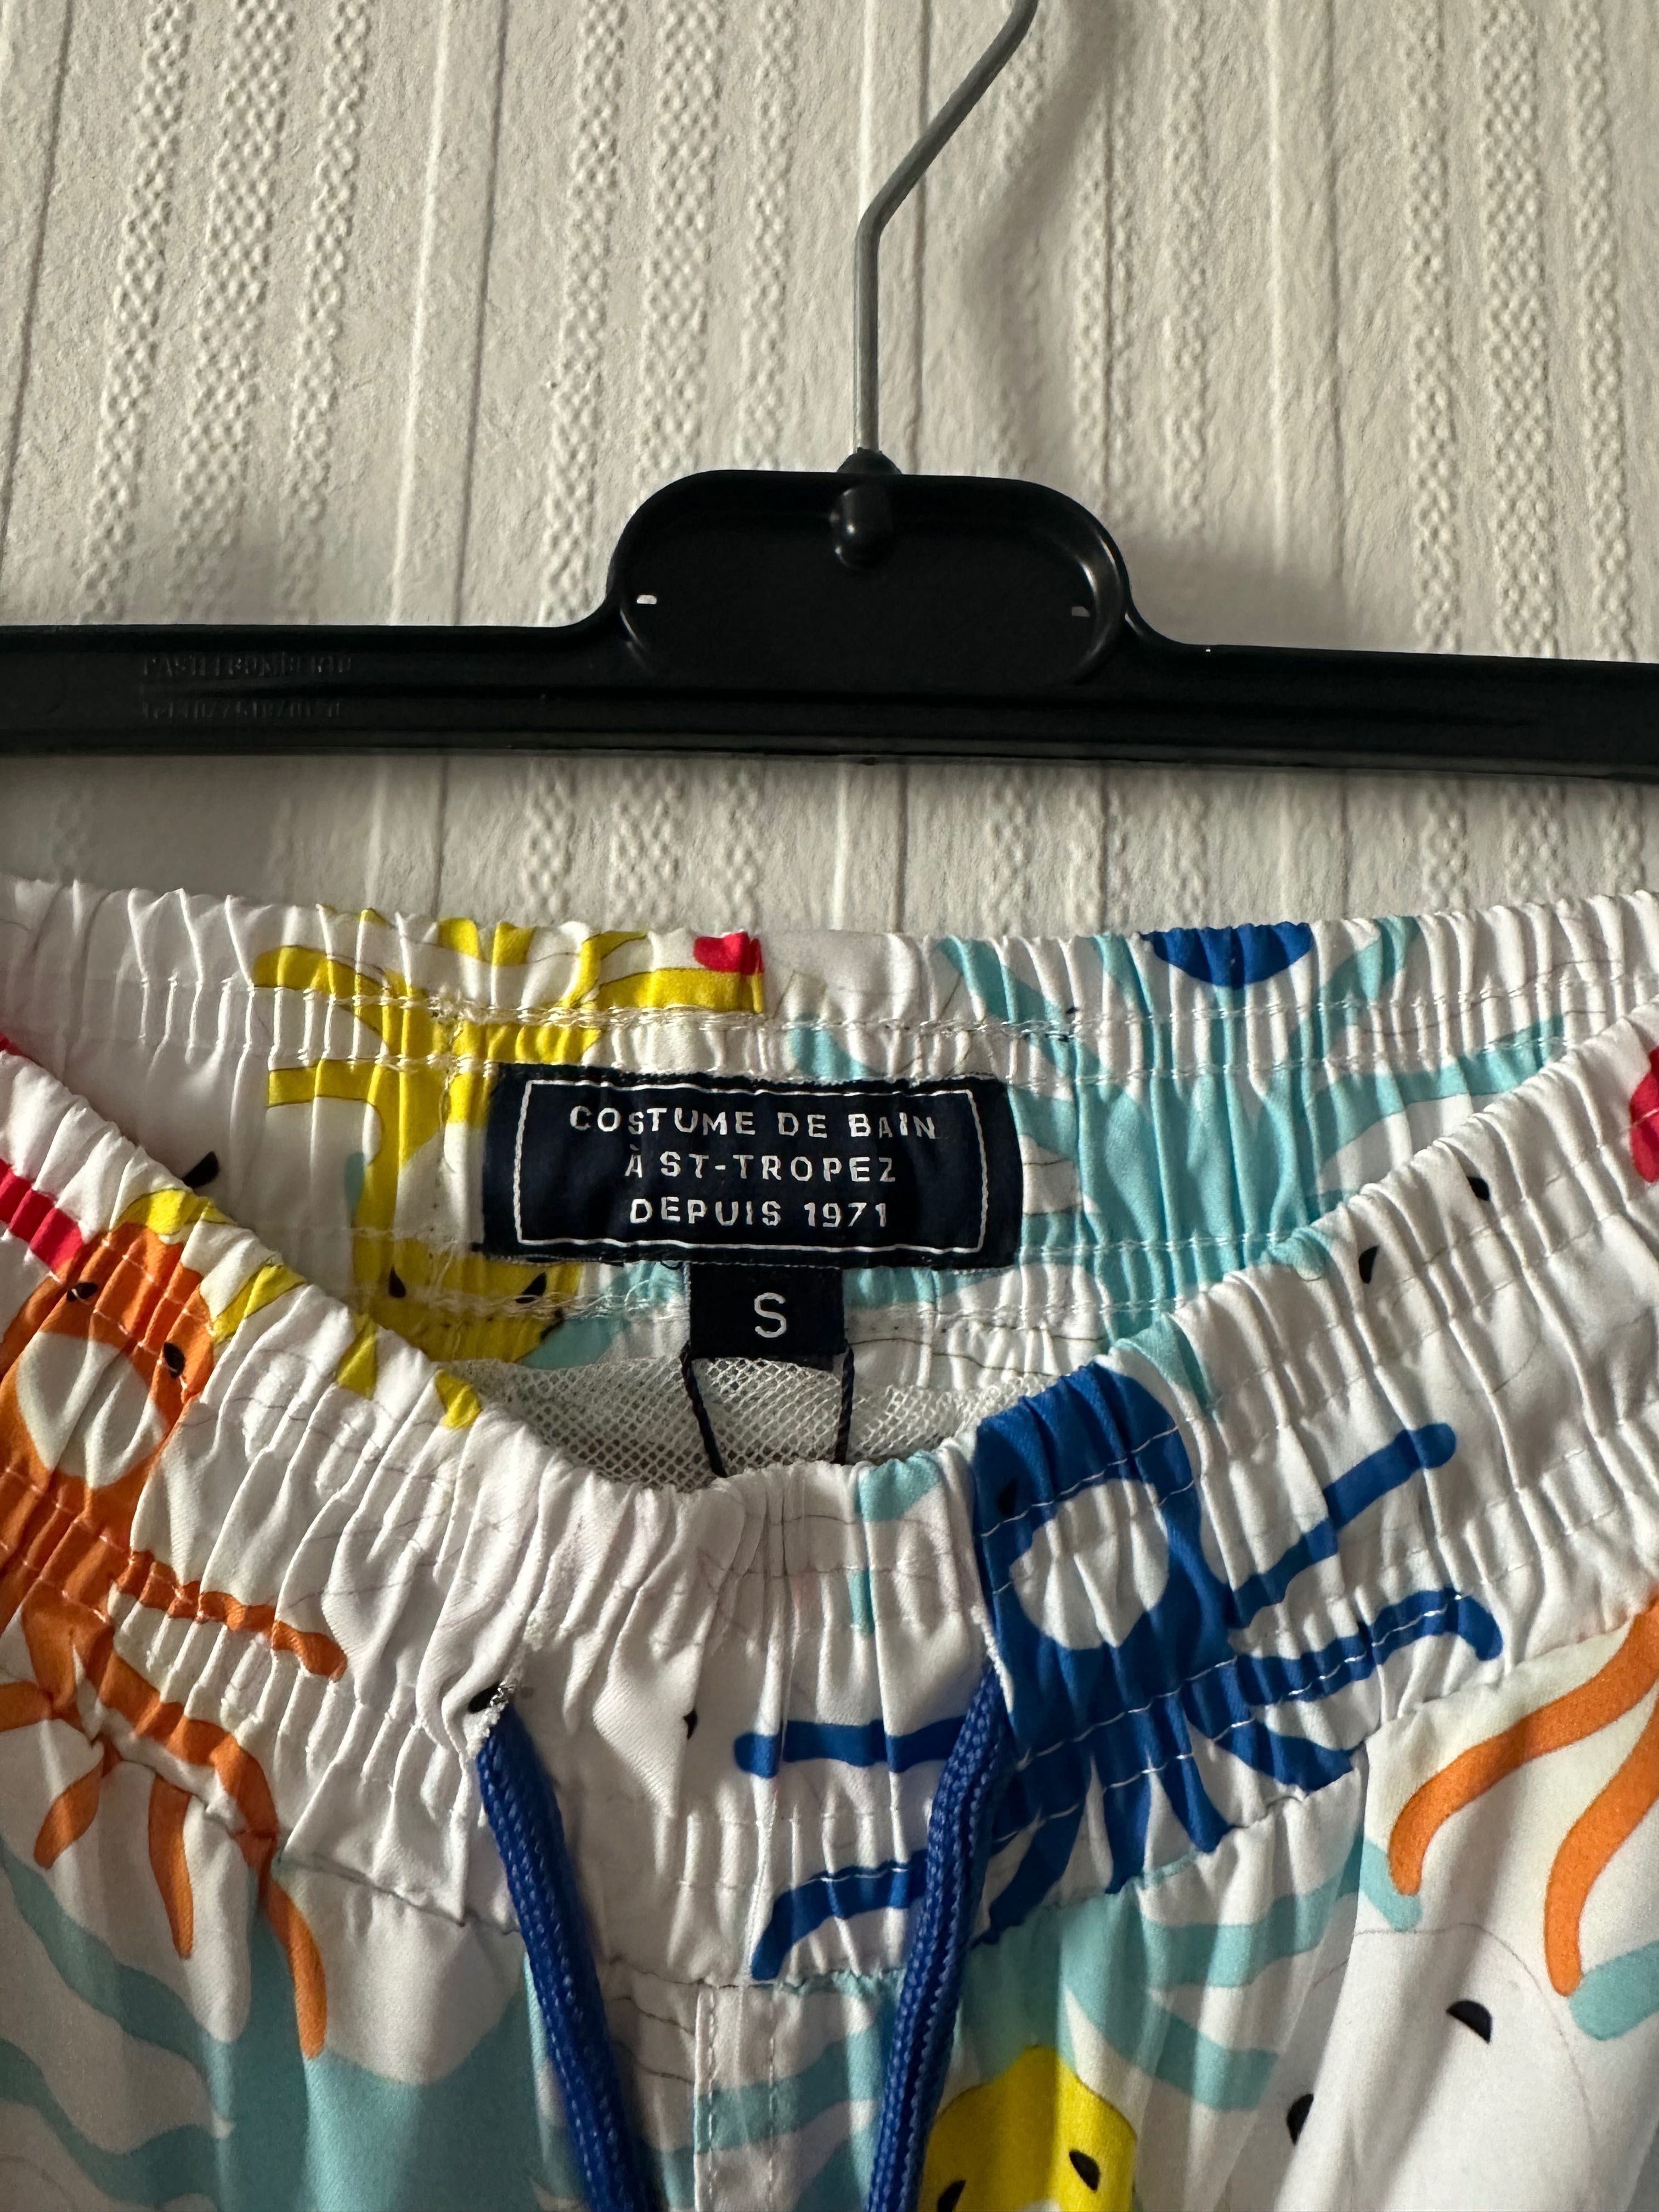 COSTUME DE BAIN
À ST-TROPEZ
DEPUIS 1971
S